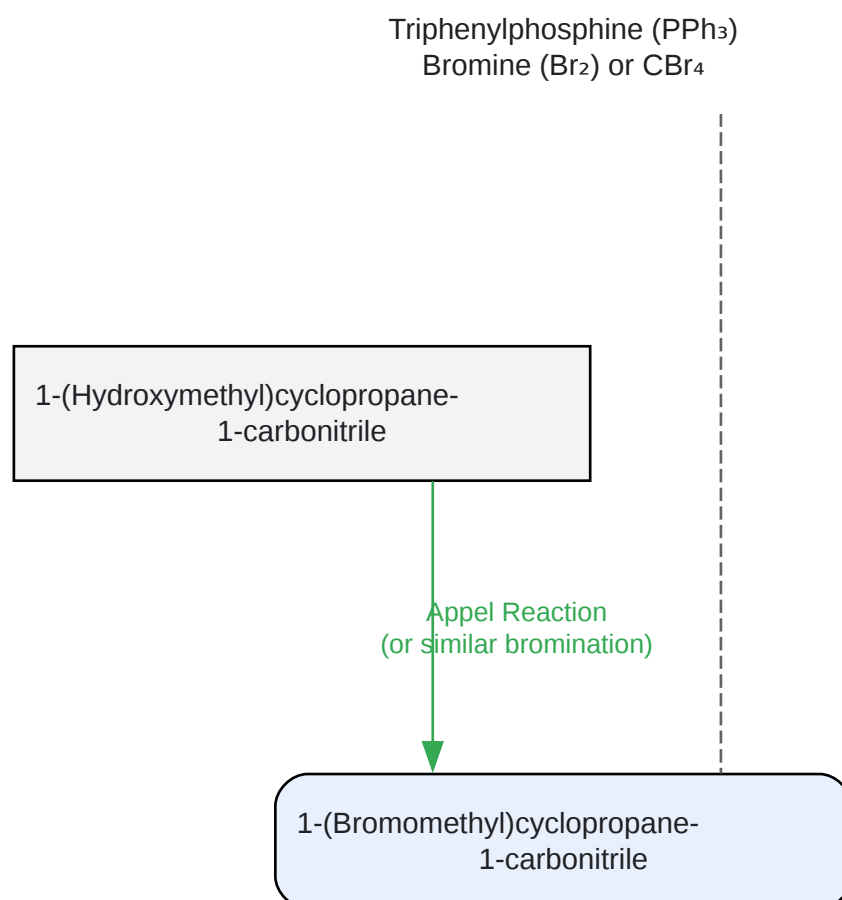 Triphenylphosphine (PPh₃)
Bromine (Br₂) or CBr₄
1-(Hydroxymethyl)cyclopropane-
1-carbonitrile
Appel Reaction
(or similar bromination)
1-(Bromomethyl)cyclopropane-
1-carbonitrile